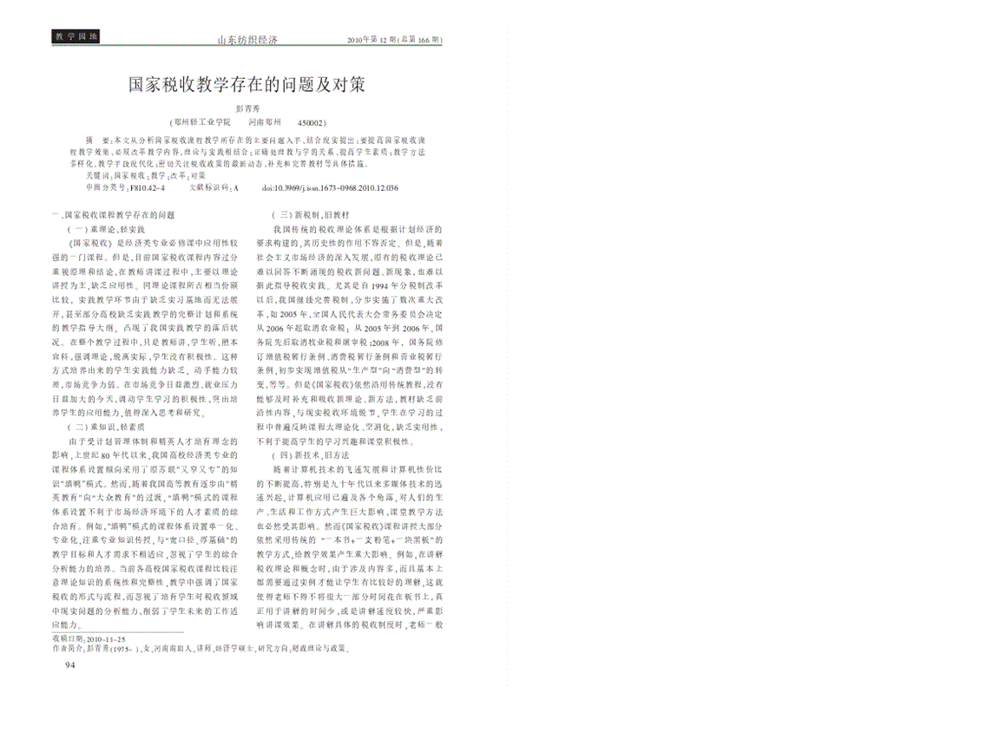 教学园地
山东纺织经济
2010年第12期(总第166期)
国家税收教学存在的问题及对策
彭青秀
(郑州轻工业学院 河南郑州 450002)
摘 要:本文从分析国家税收课程教学所存在的主要问题入手,结合现实提出:要提高国家税收课
程教学效果,必须改革教学内容,理论与实践相结合;正确处理教与学的关系,提高学生素质;教学方法
多样化,教学手段现代化;密切关注税收政策的最新动态,补充和完善教材等具体措施。
关键词:国家税收;教学;改革;对策
中图分类号:F810.42-4 文献标识码:A doi:10.3969/j.issn.1673-0968.2010.12.036
一、国家税收课程教学存在的问题
(一)重理论,轻实践
《国家税收》是经济类专业必修课中应用性较
强的一门课程。但是,目前国家税收课程内容过分
重视原理和结论,在教师讲课过程中,主要以理论
讲授为主,缺乏应用性。同理论课程所占相当份额
比较,实践教学环节由于缺乏实习基地而无法展
开,甚至部分高校缺乏实践教学的完整计划和系统
的教学指导大纲,凸现了我国实践教学的落后状
况。在整个教学过程中,只是教师讲,学生听,照本
宣科,强调理论,脱离实际,学生没有积极性。这种
方式培养出来的学生实践能力缺乏,动手能力较
差,市场竞争力弱。在市场竞争日益激烈、就业压力
日益加大的今天,调动学生学习的积极性,突出培
养学生的应用能力,值得深入思考和研究。
(二)重知识,轻素质
由于受计划管理体制和精英人才培育理念的
影响,上世纪80年代以来,我国高校经济类专业的
课程体系设置倾向采用了原苏联“又窄又专”的知
识“填鸭”模式。然而,随着我国高等教育逐步由“精
英教育”向“大众教育”的过渡,“填鸭”模式的课程
体系设置不利于市场经济环境下的人才素质的综
合培育。例如,“填鸭”模式的课程体系设置单一化、
专业化,注重专业知识传授,与“宽口径、厚基础”的
教学目标和人才需求不相适应,忽视了学生的综合
分析能力的培养。当前各高校国家税收课程比较注
意理论知识的系统性和完整性,教学中强调了国家
税收的形式与流程,而忽视了培育学生对税收领域
中现实问题的分析能力,削弱了学生未来的工作适
应能力。
(三)新税制,旧教材
我国传统的税收理论体系是根据计划经济的
要求构建的,其历史性的作用不容否定。但是,随着
社会主义市场经济的深入发展,原有的税收理论已
难以回答不断涌现的税收新问题、新现象,也难以
据此指导税收实践。尤其是自1994年分税制改革
以后,我国继续完善税制,分步实施了数次重大改
革,如2005年,全国人民代表大会常务委员会决定
从2006年起取消农业税;从2005年到2006年,国
务院先后取消牧业税和屠宰税;2008年,国务院修
订增值税暂行条例、消费税暂行条例和营业税暂行
条例,初步实现增值税从“生产型”向“消费型”的转
变,等等。但是《国家税收》依然沿用传统教程,没有
能够及时补充和吸收新理论、新方法,教材缺乏前
沿性内容,与现实税收环境脱节,学生在学习的过
程中普遍反映课程太理论化、空洞化,缺乏实用性,
不利于提高学生的学习兴趣和课堂积极性。
(四)新技术,旧方法
随着计算机技术的飞速发展和计算机性价比
的不断提高,特别是九十年代以来多媒体技术的迅
速兴起,计算机应用已遍及各个角落,对人们的生
产、生活和工作方式产生巨大影响,课堂教学方法
也必然受其影响。然而《国家税收》课程讲授大部分
依然采用传统的“一本书+一支粉笔+一块黑板”的
教学方式,给教学效果产生重大影响。例如,在讲解
税收理论和概念时,由于涉及内容多,而且基本上
都需要通过实例才能让学生有比较好的理解,这就
使得老师不得不将很大一部分时间花在板书上,真
正用于讲解的时间少,或是讲解速度较快,严重影
响讲课效果。在讲解具体的税收制度时,老师一般
收稿日期:2010-11-25
作者简介:彭青秀(1975-),女,河南南阳人,讲师,经济学硕士,研究方向:财政理论与政策。
94